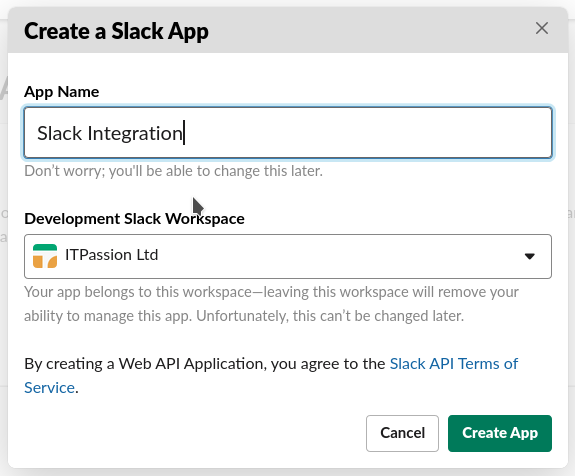 Create a Slack App
App Name
Slack Integration
Don't worry; you'll be able to change this later.
Development Slack Workspace
ITPassion Ltd
Your app belongs to this workspace—leaving this workspace will remove your
ability to manage this app. Unfortunately, this can't be changed later.
By creating a Web API Application, you agree to the Slack API Terms of
Service.
Cancel
Create App